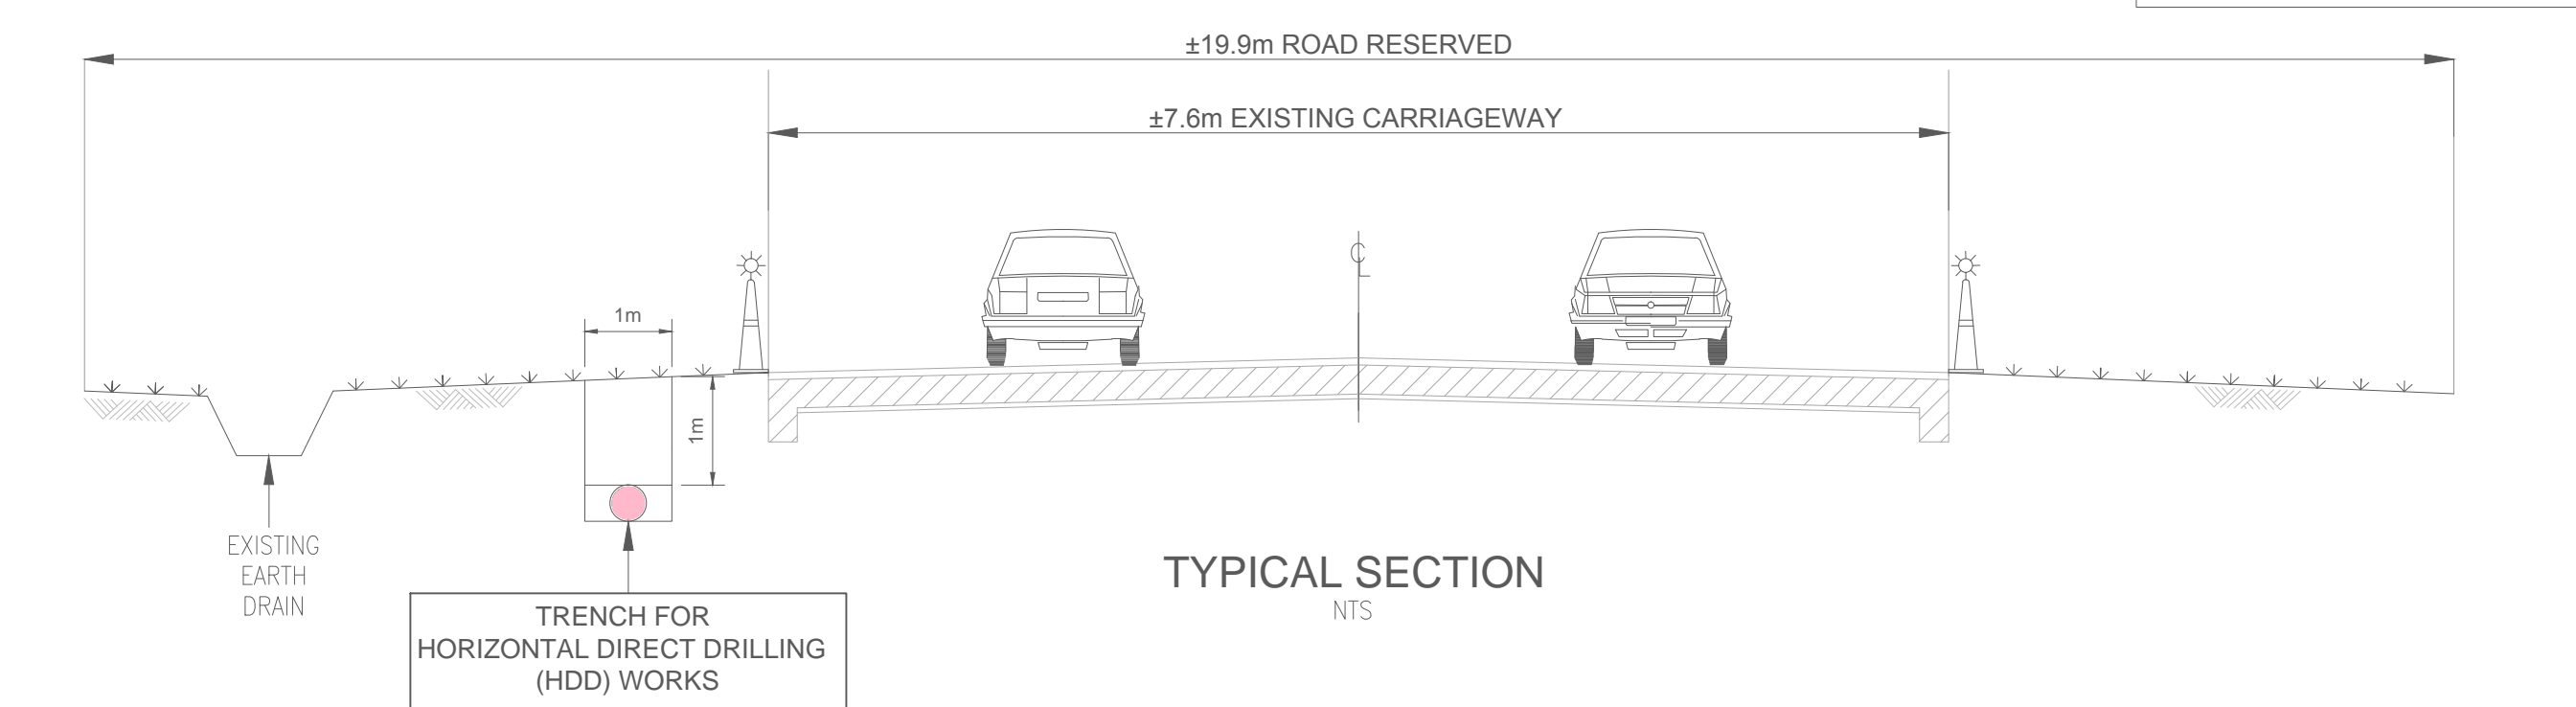 ±19.9m ROAD RESERVED
±7.6m EXISTING CARRIAGEWAY
CL
1m
1m
EXISTING
EARTH
DRAIN
TRENCH FOR
HORIZONTAL DIRECT DRILLING
(HDD) WORKS
TYPICAL SECTION
NTS